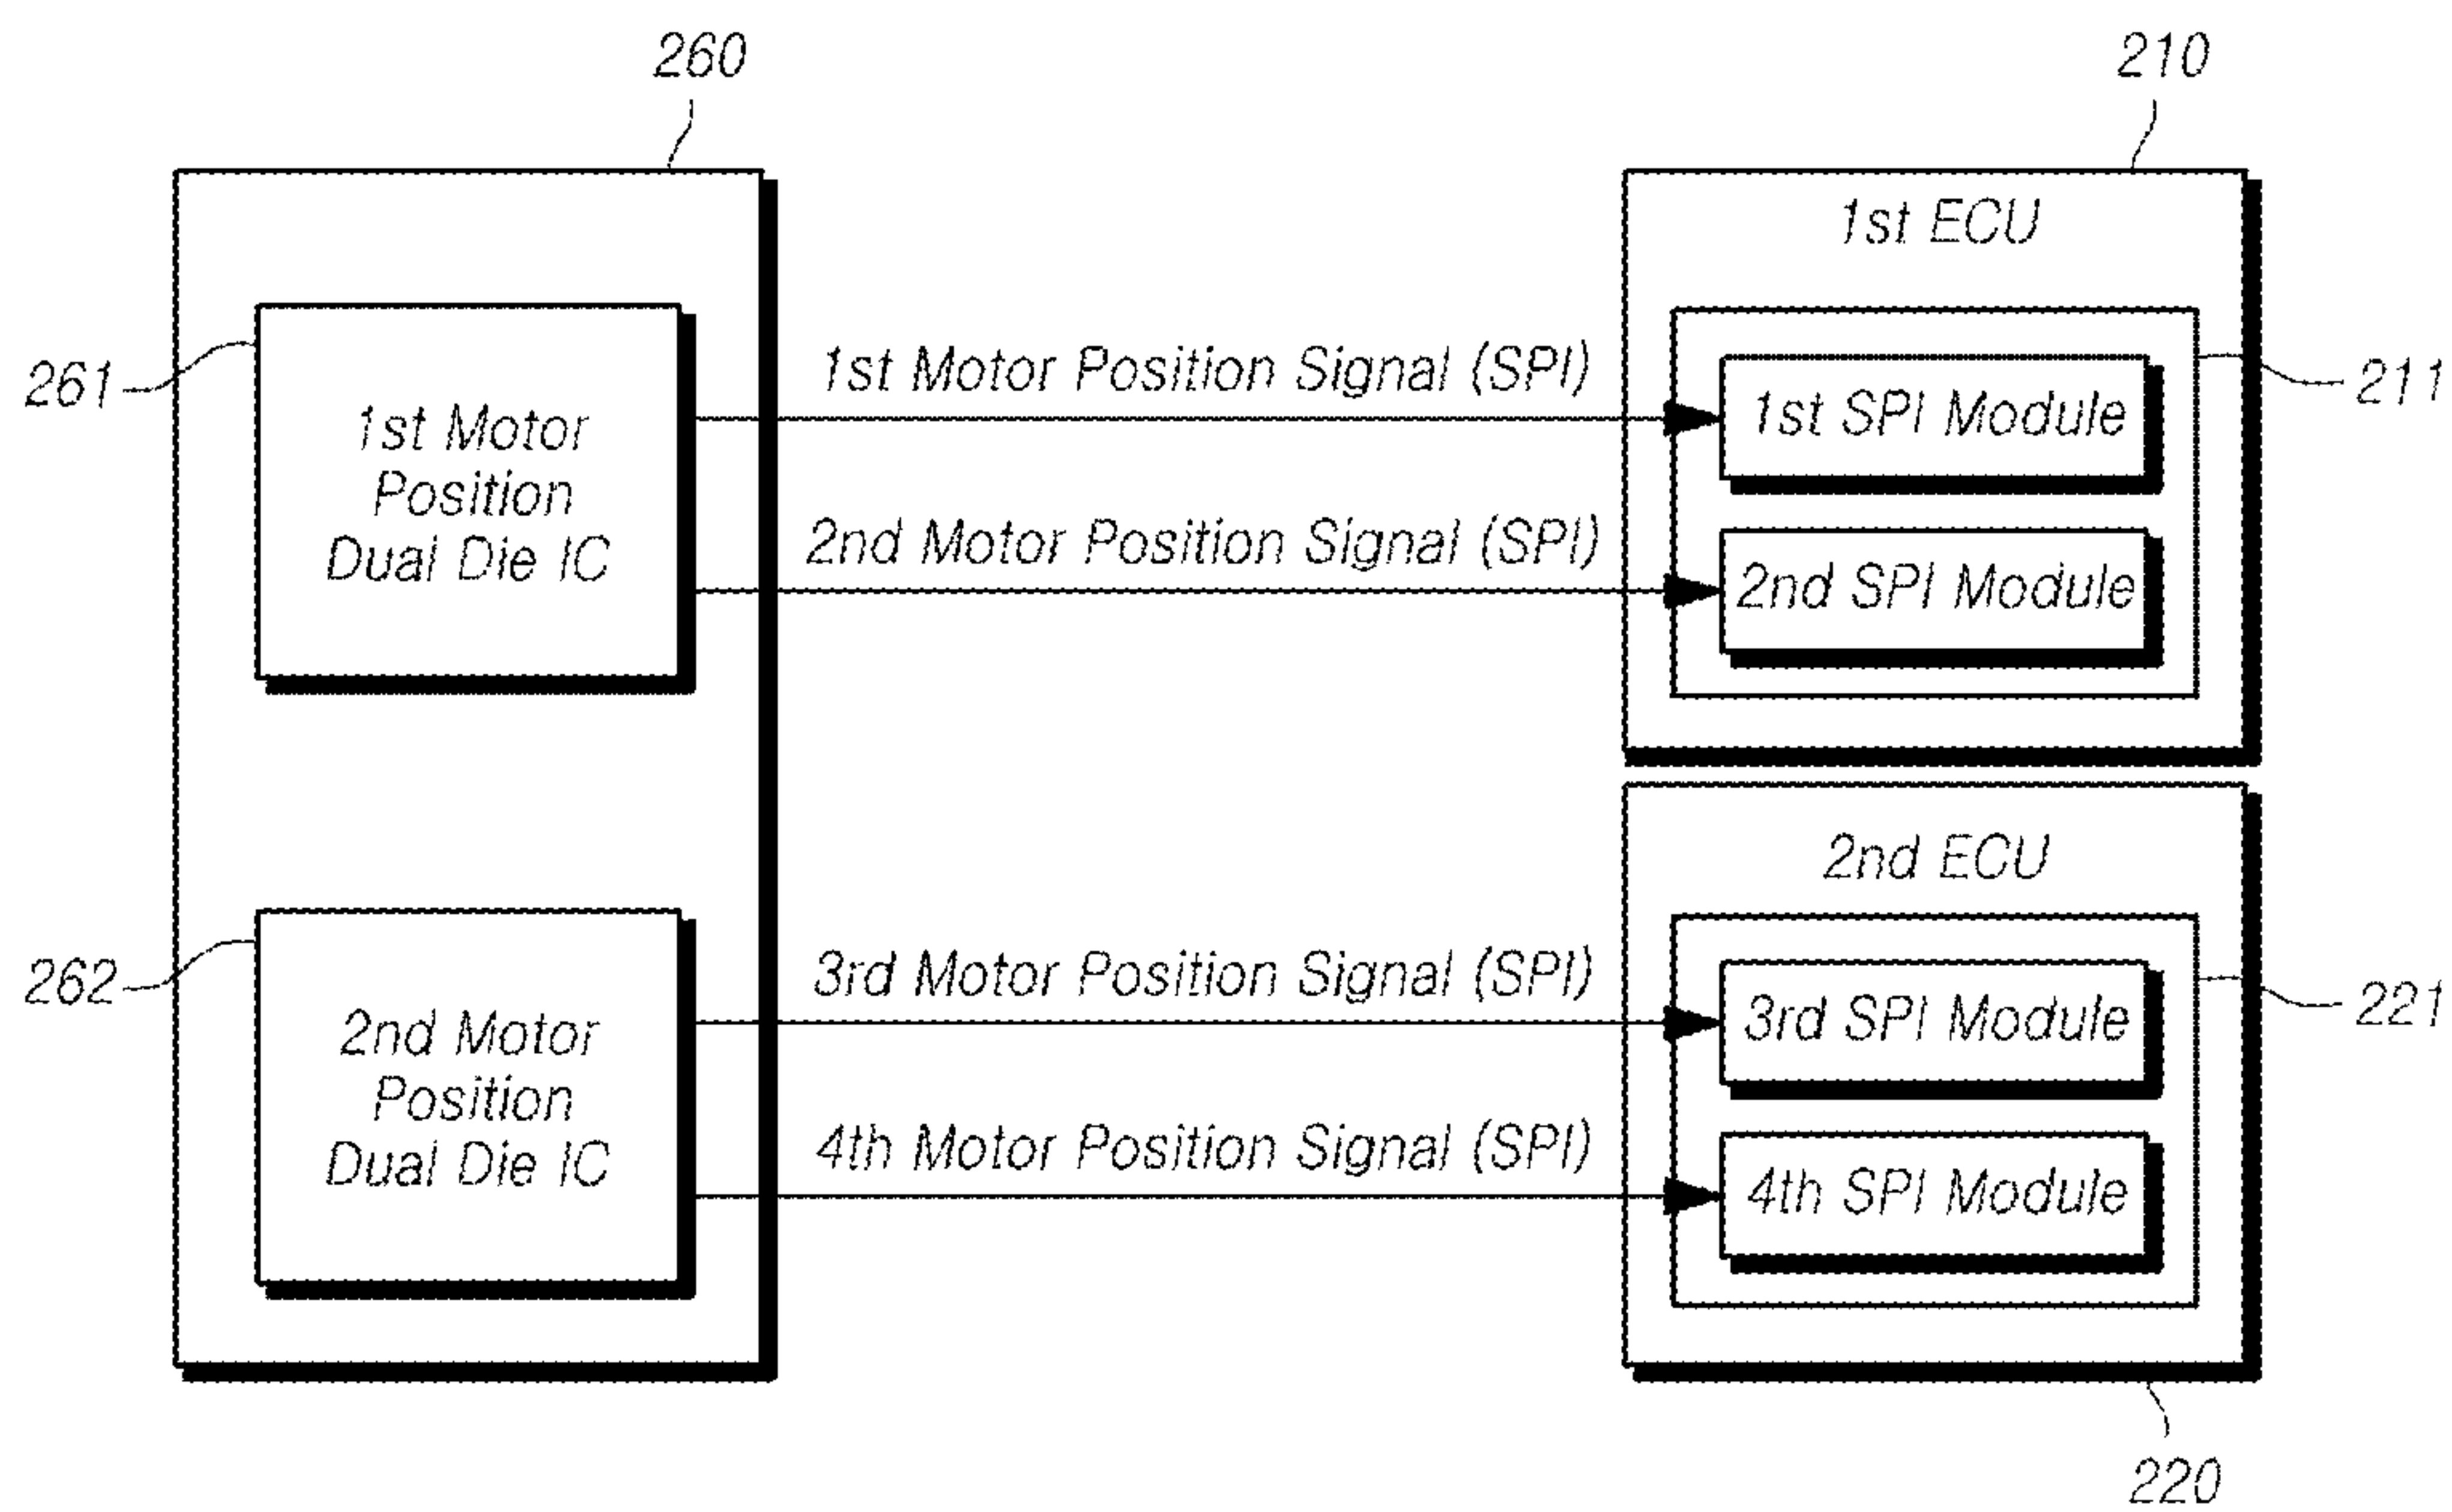 260
210
1st ECU
261
1st Motor
Position
Dual Die IC
1st Motor Position Signal (SPI)
2nd Motor Position Signal (SPI)
1st SPI Module
2nd SPI Module
211
2nd ECU
262
2nd Motor
Position
Dual Die IC
3rd Motor Position Signal (SPI)
4th Motor Position Signal (SPI)
3rd SPI Module
4th SPI Module
221
220